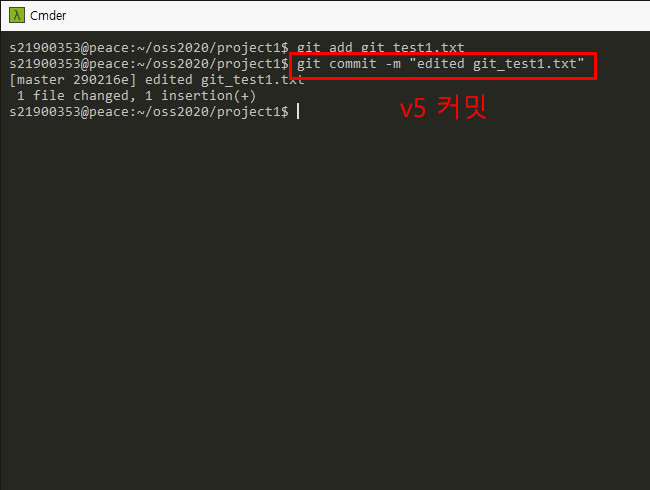 λ Cmder
s21900353@peace:~/oss2020/project1$ git add git_test1.txt
s21900353@peace:~/oss2020/project1$ git commit -m "edited git_test1.txt"
[master 290216e] edited git_test1.txt
 1 file changed, 1 insertion(+)
s21900353@peace:~/oss2020/project1$
v5 커밋